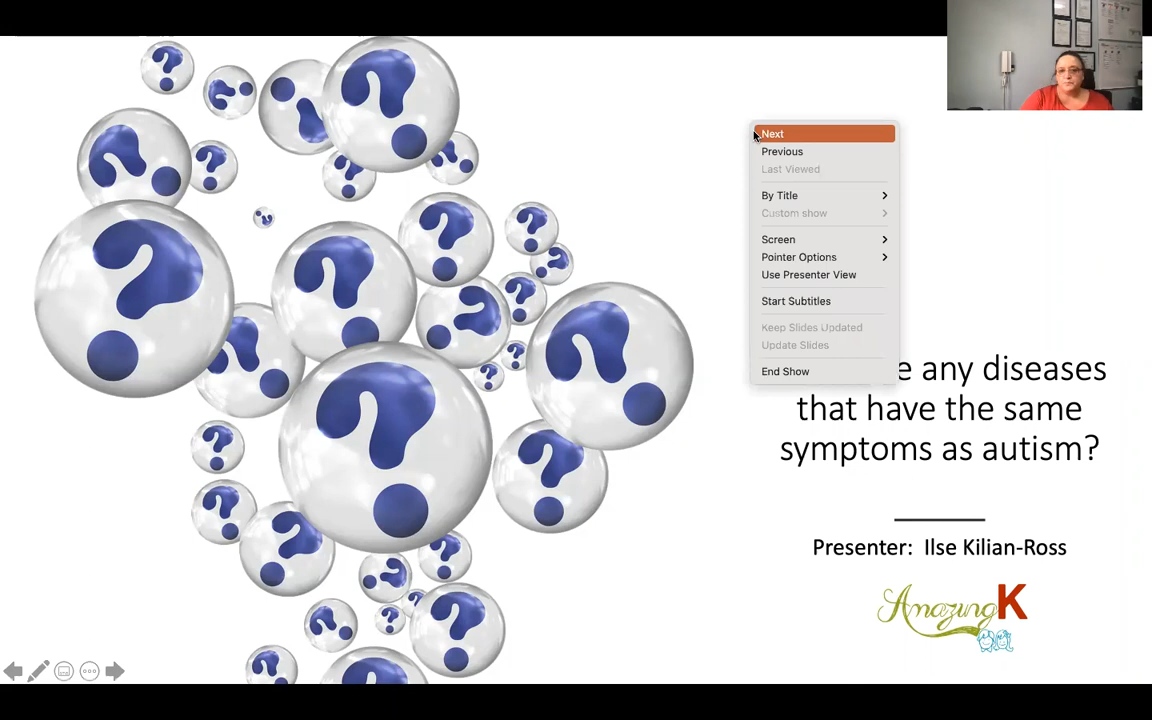 Next
Previous
Last Viewed
By Title
Custom show
Screen
Pointer Options
Use Presenter View
Start Subtitles
Keep Slides Updated
Update Slides
End Show
e any diseases
that have the same
symptoms as autism?
Presenter: Ilse Kilian-Ross
AmazingK